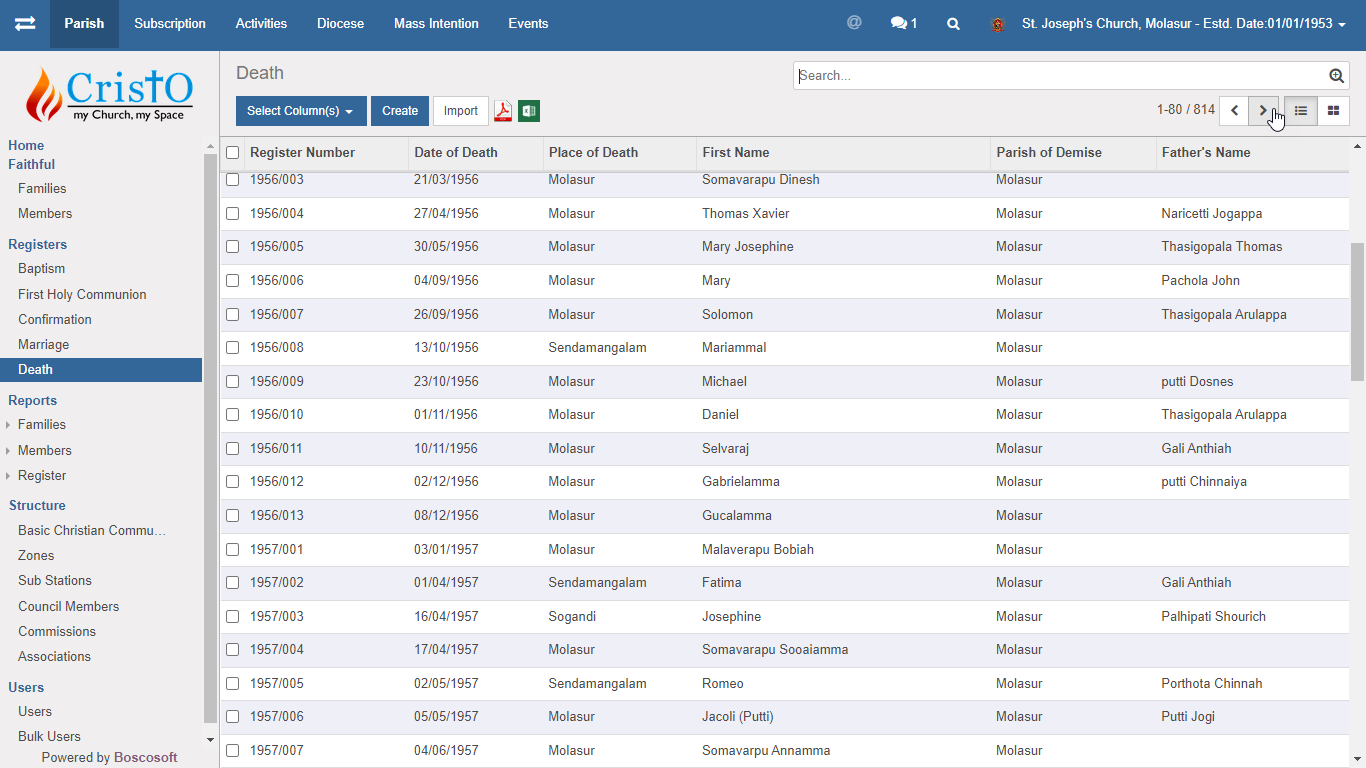 Parish Subscription Activities Diocese Mass Intention Events @ 1 St. Joseph's Church, Molasur - Estd. Date:01/01/1953
CristO
my Church, my Space
Home
Faithful
Families
Members
Registers
Baptism
First Holy Communion
Confirmation
Marriage
Death
Reports
Families
Members
Register
Structure
Basic Christian Commu…
Zones
Sub Stations
Council Members
Commissions
Associations
Users
Users
Bulk Users
Powered by Boscosoft
Death
Search...
Select Column(s) Create Import 1-80 / 814
Register Number Date of Death Place of Death First Name Parish of Demise Father's Name
1956/003 21/03/1956 Molasur Somavarapu Dinesh Molasur
1956/004 27/04/1956 Molasur Thomas Xavier Molasur Naricetti Jogappa
1956/005 30/05/1956 Molasur Mary Josephine Molasur Thasigopala Thomas
1956/006 04/09/1956 Molasur Mary Molasur Pachola John
1956/007 26/09/1956 Molasur Solomon Molasur Thasigopala Arulappa
1956/008 13/10/1956 Sendamangalam Mariammal Molasur
1956/009 23/10/1956 Molasur Michael Molasur putti Dosnes
1956/010 01/11/1956 Molasur Daniel Molasur Thasigopala Arulappa
1956/011 10/11/1956 Molasur Selvaraj Molasur Gali Anthiah
1956/012 02/12/1956 Molasur Gabrielamma Molasur putti Chinnaiya
1956/013 08/12/1956 Molasur Gucalamma Molasur
1957/001 03/01/1957 Molasur Malaverapu Bobiah Molasur
1957/002 01/04/1957 Sendamangalam Fatima Molasur Gali Anthiah
1957/003 16/04/1957 Sogandi Josephine Molasur Palhipati Shourich
1957/004 17/04/1957 Molasur Somavarapu Sooaiamma Molasur
1957/005 02/05/1957 Sendamangalam Romeo Molasur Porthota Chinnah
1957/006 05/05/1957 Molasur Jacoli (Putti) Molasur Putti Jogi
1957/007 04/06/1957 Molasur Somavarpu Annamma Molasur